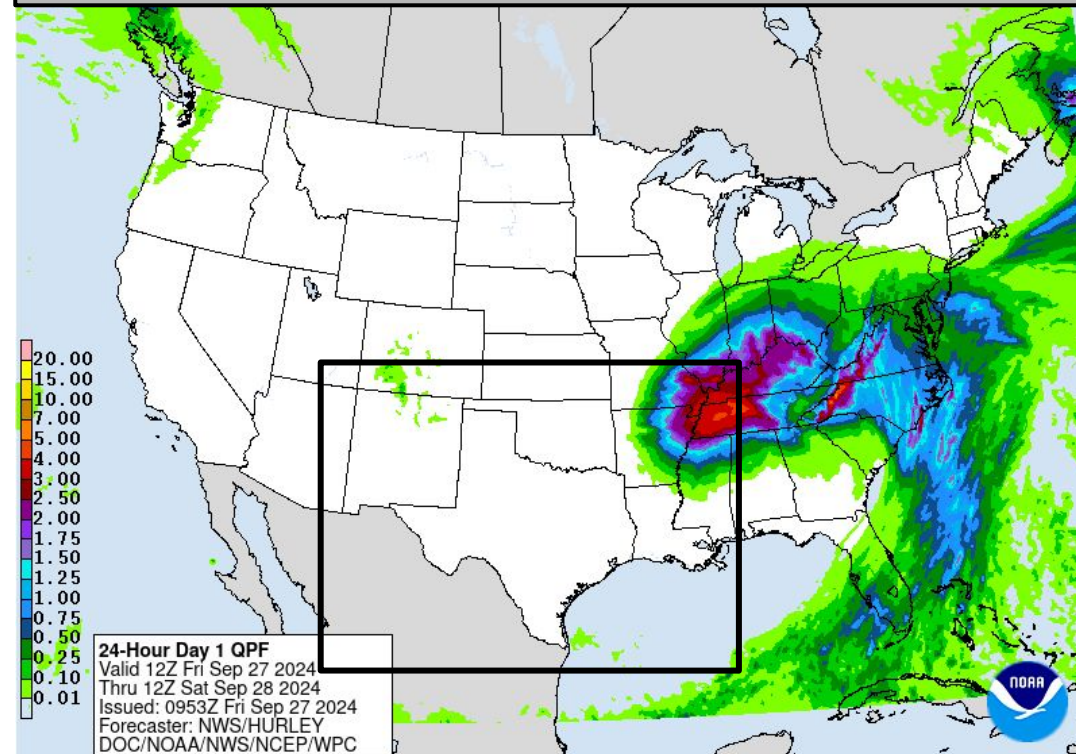 20.00
15.00
10.00
7.00
5.00
4.00
3.00
2.50
2.00
1.75
1.50
1.25
1.00
0.75
0.50
0.25
0.10
0.01
24-Hour Day 1 QPF
Valid 12Z Fri Sep 27 2024
Thru 12Z Sat Sep 28 2024
Issued: 0953Z Fri Sep 27 2024
Forecaster: NWS/HURLEY
DOC/NOAA/NWS/NCEP/WPC
NOAA